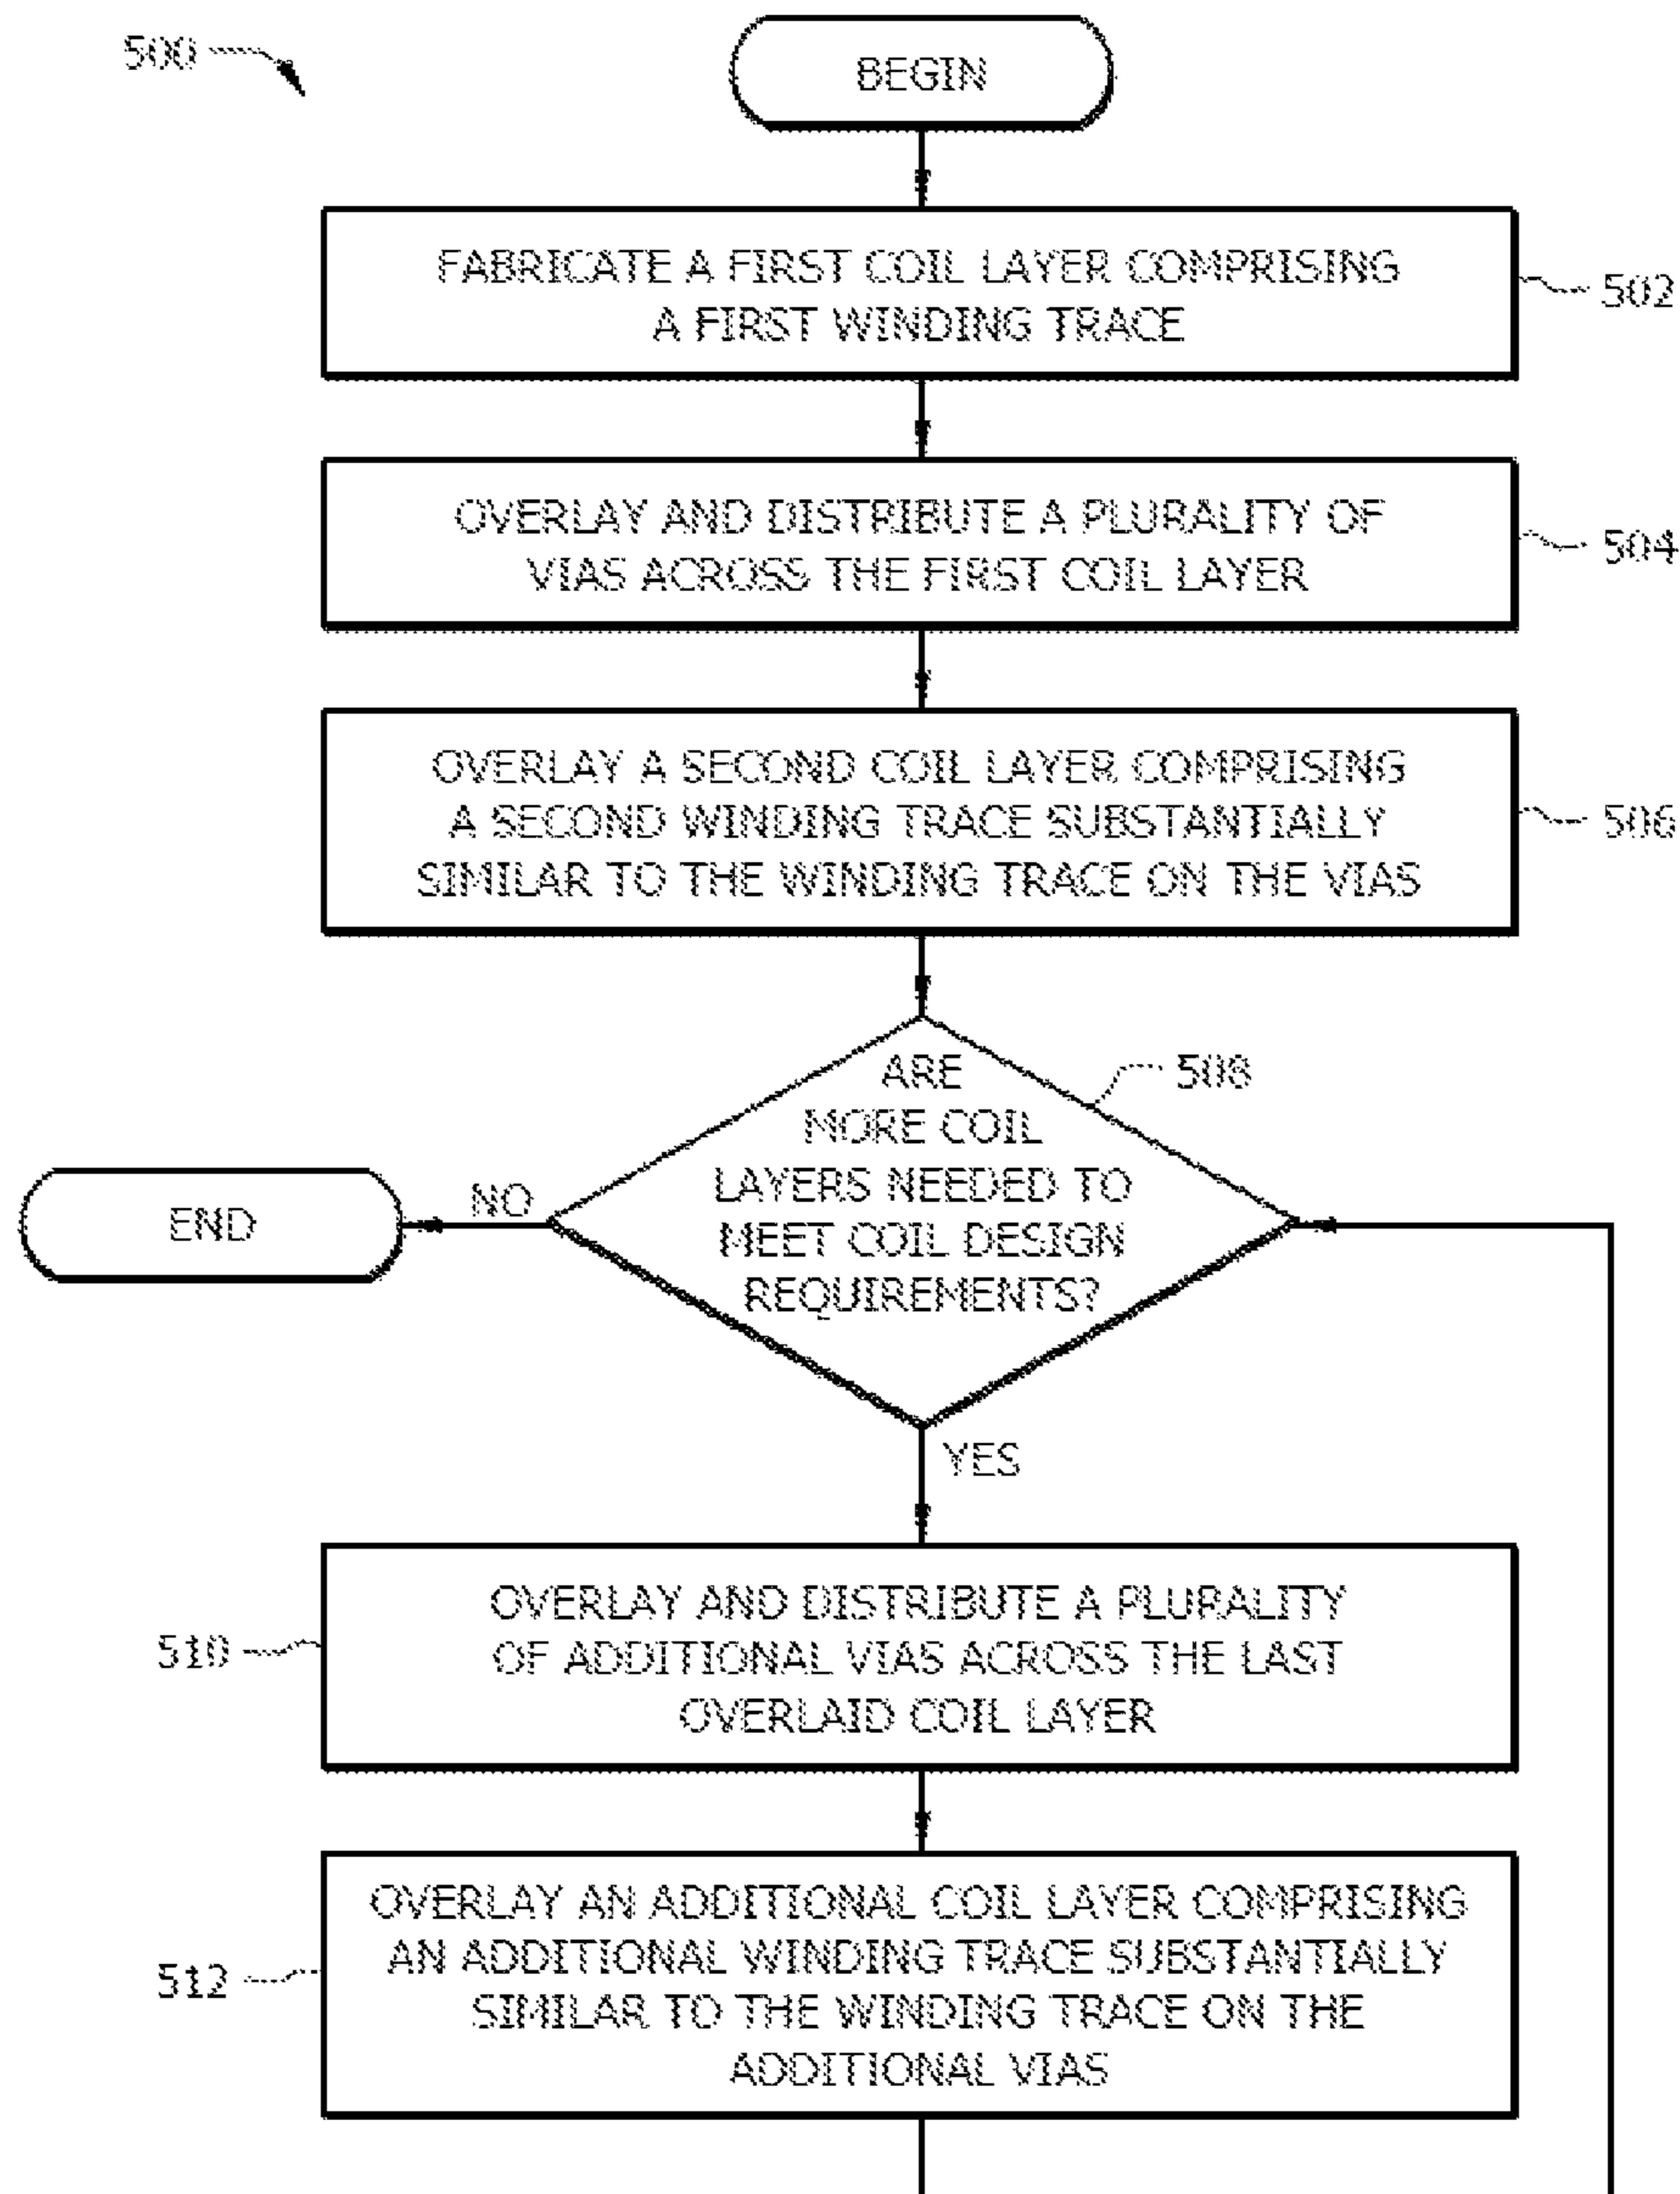 500
BEGIN
FABRICATE A FIRST COIL LAYER COMPRISING
A FIRST WINDING TRACE
502
OVERLAY AND DISTRIBUTE A PLURALITY OF
VIAS ACROSS THE FIRST COIL LAYER
504
OVERLAY A SECOND COIL LAYER COMPRISING
A SECOND WINDING TRACE SUBSTANTIALLY
SIMILAR TO THE WINDING TRACE ON THE VIAS
506
ARE
MORE COIL
LAYERS NEEDED TO
MEET COIL DESIGN
REQUIREMENTS?
508
NO
END
YES
OVERLAY AND DISTRIBUTE A PLURALITY
OF ADDITIONAL VIAS ACROSS THE LAST
OVERLAID COIL LAYER
510
OVERLAY AN ADDITIONAL COIL LAYER COMPRISING
AN ADDITIONAL WINDING TRACE SUBSTANTIALLY
SIMILAR TO THE WINDING TRACE ON THE
ADDITIONAL VIAS
512